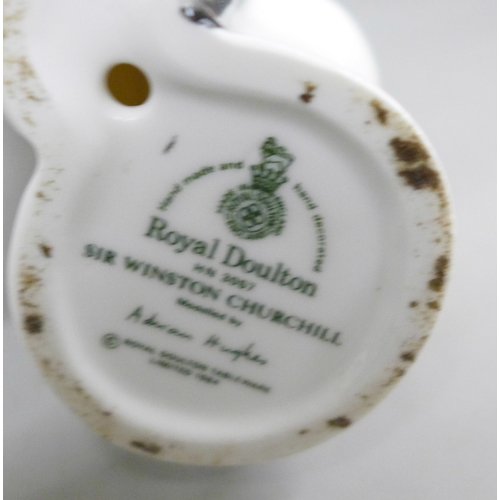 Hand made and hand decorated
Royal Doulton
HN 3057
SIR WINSTON CHURCHILL
Modelled by
Adrian Hughes
© ROYAL DOULTON TABLEWARE
LIMITED 1984